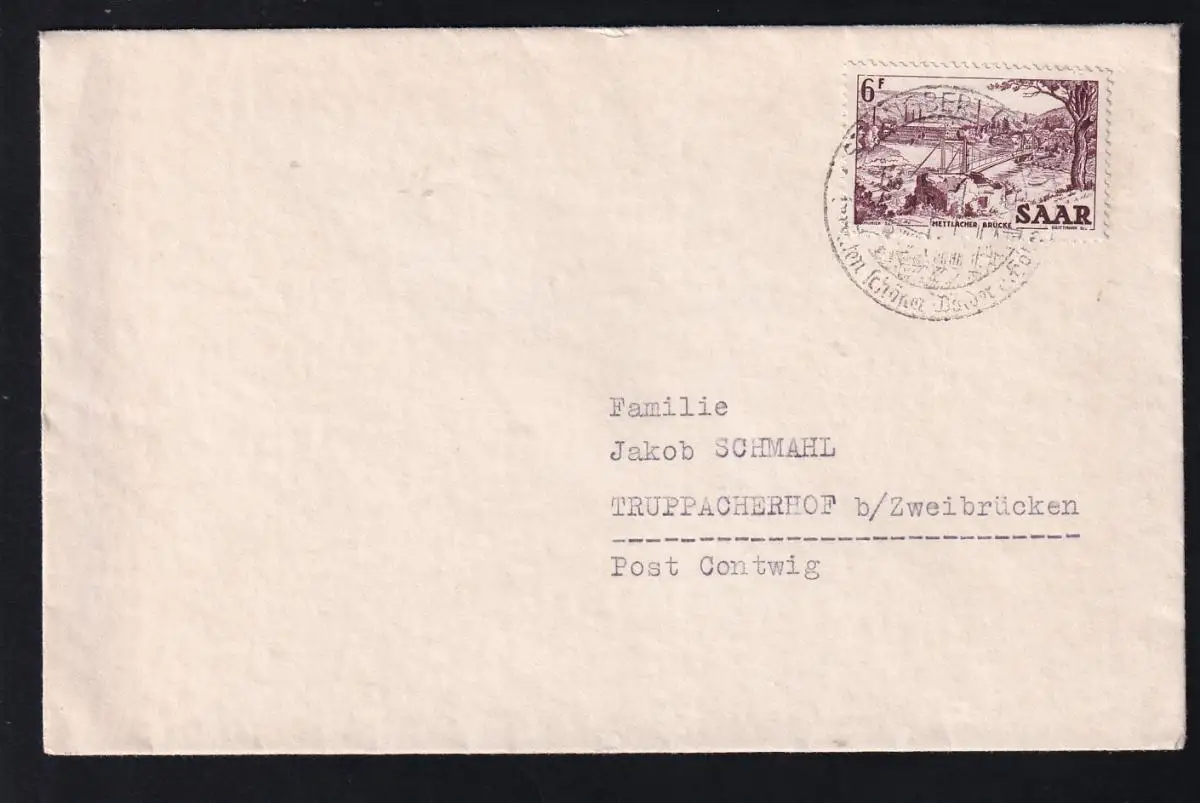 6F
METTLACHER BRÜCKE
SAAR
Familie
Jakob SCHMAHL
TRUPPACHERHOF b/Zweibrücken
Post Contwig